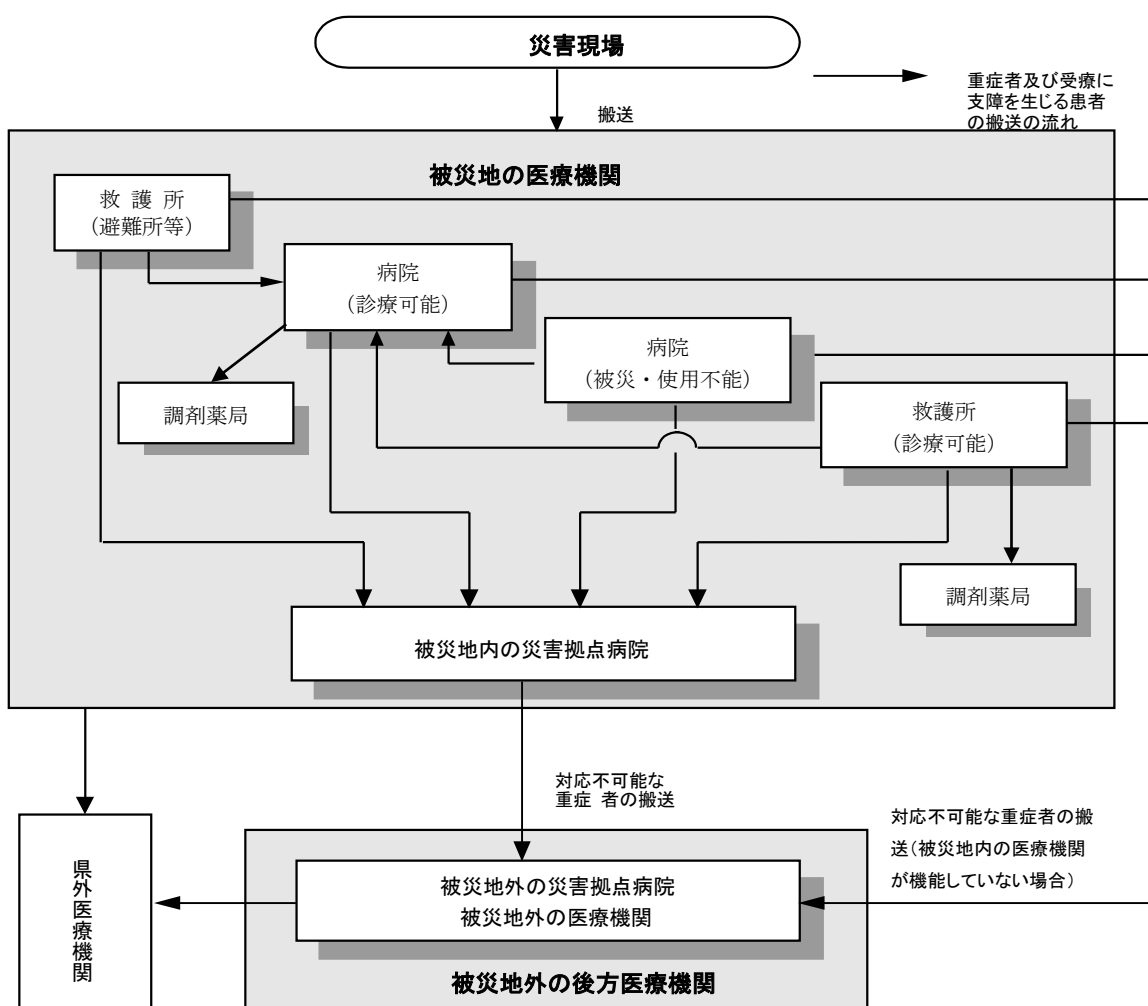 災害現場
重症者及び受療に
支障を生じる患者
の搬送の流れ
搬送
被災地の医療機関
救 護 所
（避難所等）
病院
（診療可能）
病院
（被災・使用不能）
調剤薬局
救護所
（診療可能）
調剤薬局
被災地内の災害拠点病院
対応不可能な
重症 者の搬送
対応不可能な重症者の搬
送（被災地内の医療機関
が機能していない場合）
県外医療機関
被災地外の災害拠点病院
被災地外の医療機関
被災地外の後方医療機関